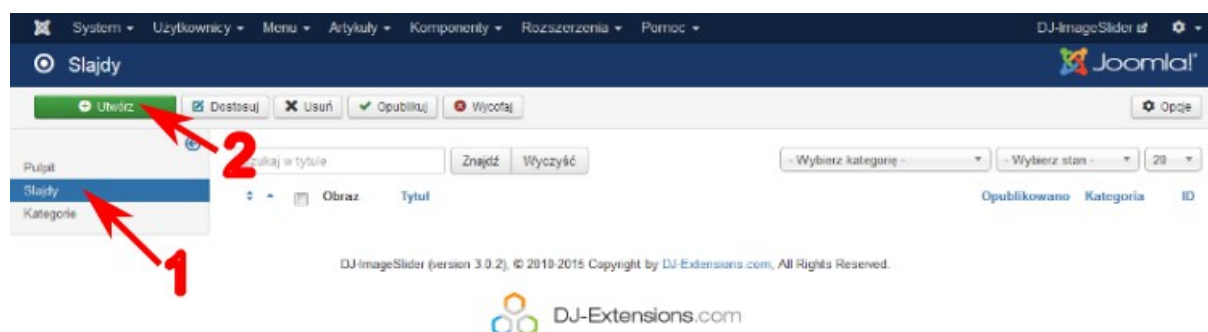 System Użytkownicy Menu Artykuły Komponenty Rozszerzenia Pomoc DJ-ImageSlider
Slajdy Joomla!
Utwórz Dostosuj Usuń Opublikuj Wycofaj Opcje
2
zukaj w tytule Znajdź Wyczyść - Wybierz kategorię - - Wybierz stan - 20
Pulpit
Slajdy Obraz Tytuł Opublikowano Kategoria ID
Kategorie
1
DJ-ImageSlider (version 3.0.2), © 2010-2015 Copyright by DJ-Extensions.com, All Rights Reserved.
DJ-Extensions.com